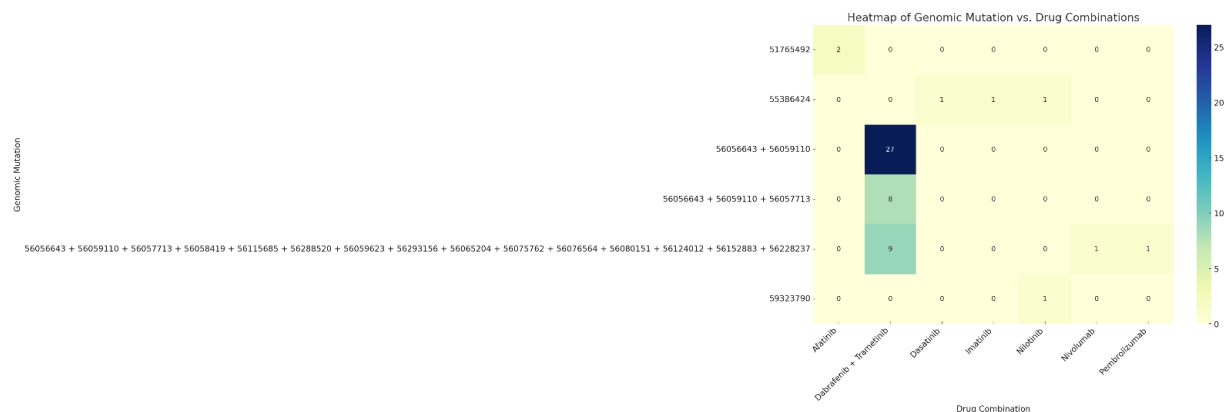 Heatmap of Genomic Mutation vs. Drug Combinations
Genomic Mutation
51765492 2 0 0 0 0 0 0
55386424 0 0 1 1 1 0 0
56056643 + 56059110 0 27 0 0 0 0 0
56056643 + 56059110 + 56057713 0 8 0 0 0 0 0
56056643 + 56059110 + 56057713 + 56058419 + 56115685 + 56288520 + 56059623 + 56293156 + 56065204 + 56075762 + 56076564 + 56080151 + 56124012 + 56152883 + 56228237 0 9 0 0 0 1 1
59323790 0 0 0 0 1 0 0
Afatinib
Dabrafenib + Trametinib
Dasatinib
Imatinib
Nilotinib
Nivolumab
Pembrolizumab
Drug Combination
25
20
15
10
5
0